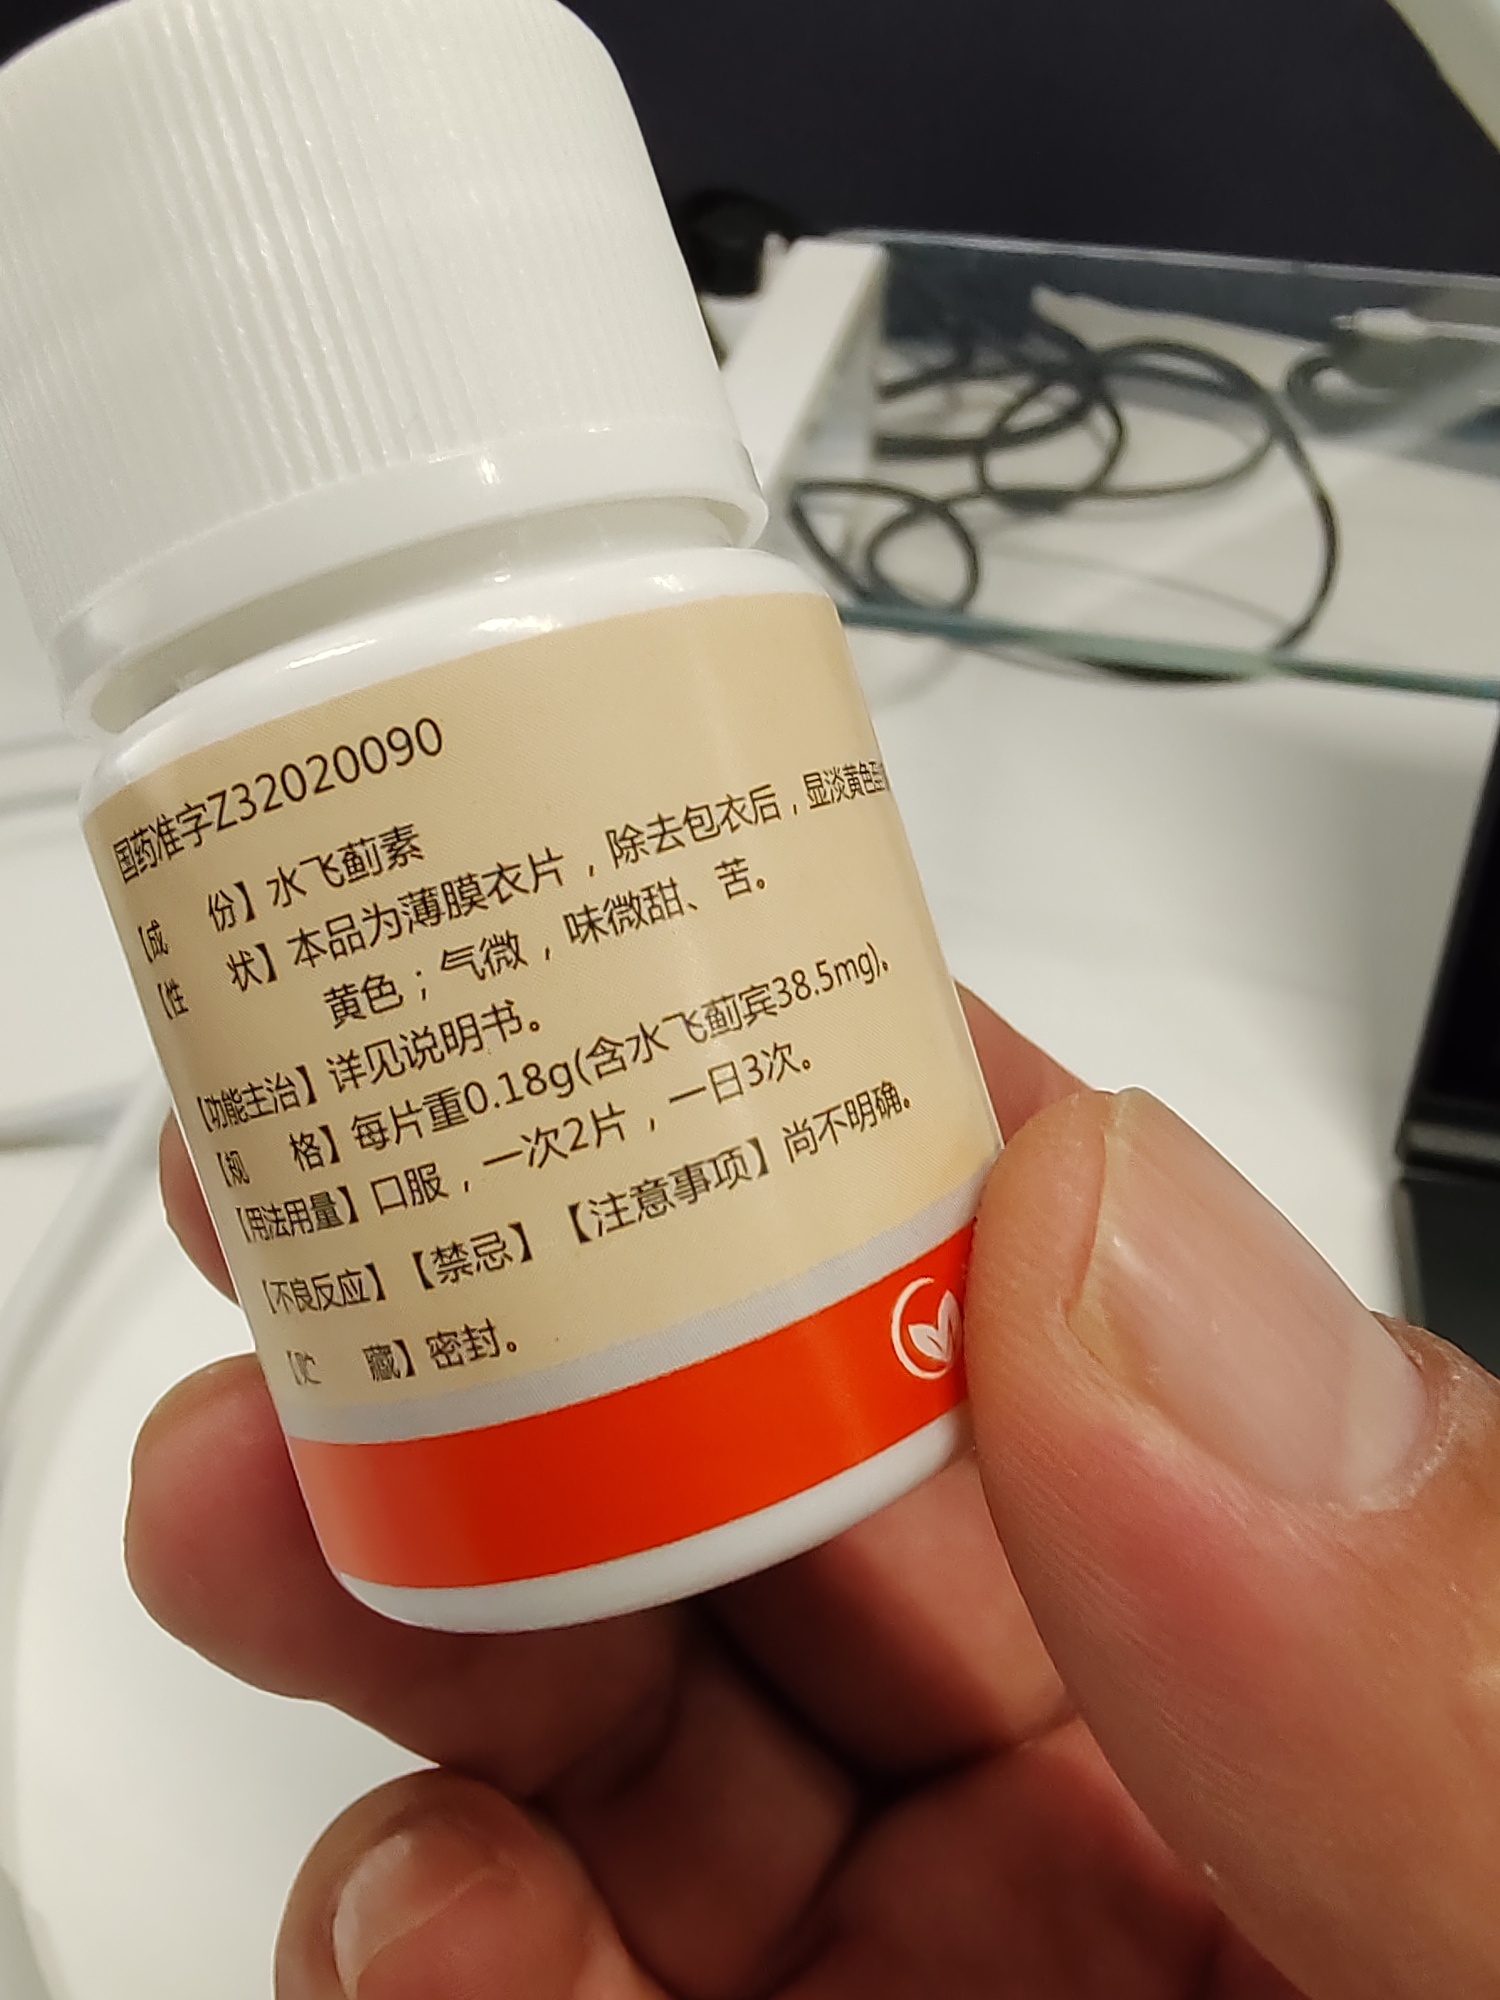 国药准字Z32020090
【成 份】水飞蓟素
【性 状】本品为薄膜衣片，除去包衣后，显淡黄色至
黄色；气微，味微甜、苦。
【功能主治】详见说明书。
【规 格】每片重0.18g(含水飞蓟宾38.5mg)。
【用法用量】口服，一次2片，一日3次。
【不良反应】【禁忌】【注意事项】尚不明确。
【贮 藏】密封。